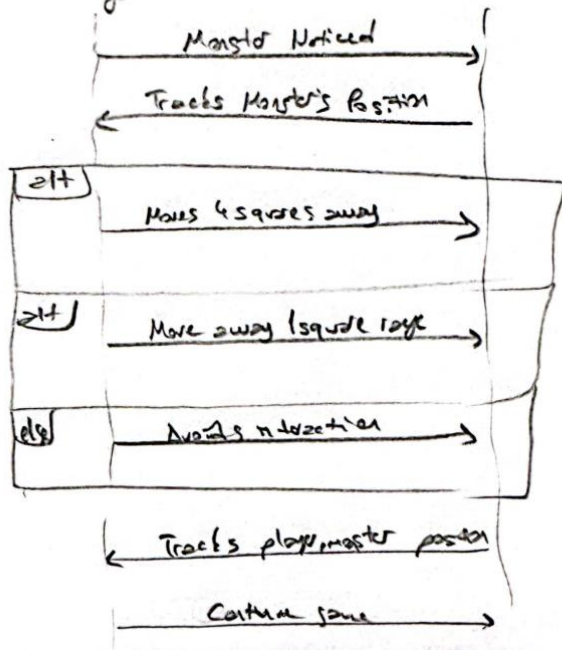 Monster Noticed
Tracks Monster's Position
alt
Moves 4 squares away
alt
Move away 1 square range
else
Avoids interaction
Tracks player, monster position
Continue game